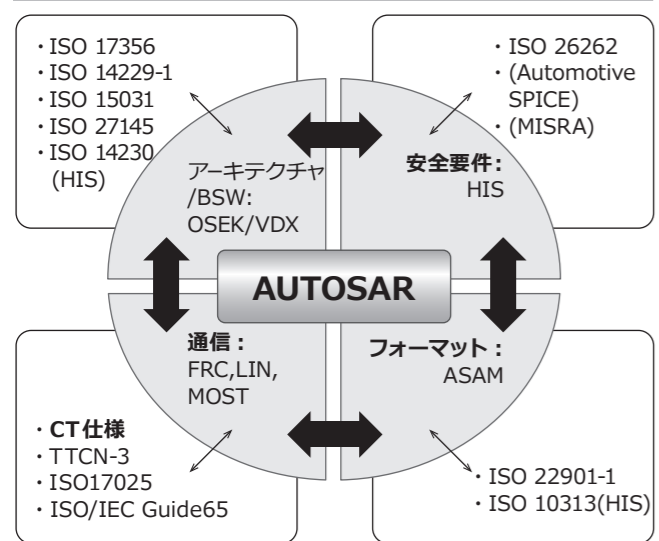 ・ISO 17356
・ISO 14229-1
・ISO 15031
・ISO 27145
・ISO 14230
(HIS)
・ISO 26262
・(Automotive
SPICE)
・(MISRA)
アーキテクチャ
/BSW:
OSEK/VDX
安全要件:
HIS
AUTOSAR
通信：
FRC,LIN,
MOST
フォーマット：
ASAM
・CT仕様
・TTCN-3
・ISO17025
・ISO/IEC Guide65
・ISO 22901-1
・ISO 10313(HIS)